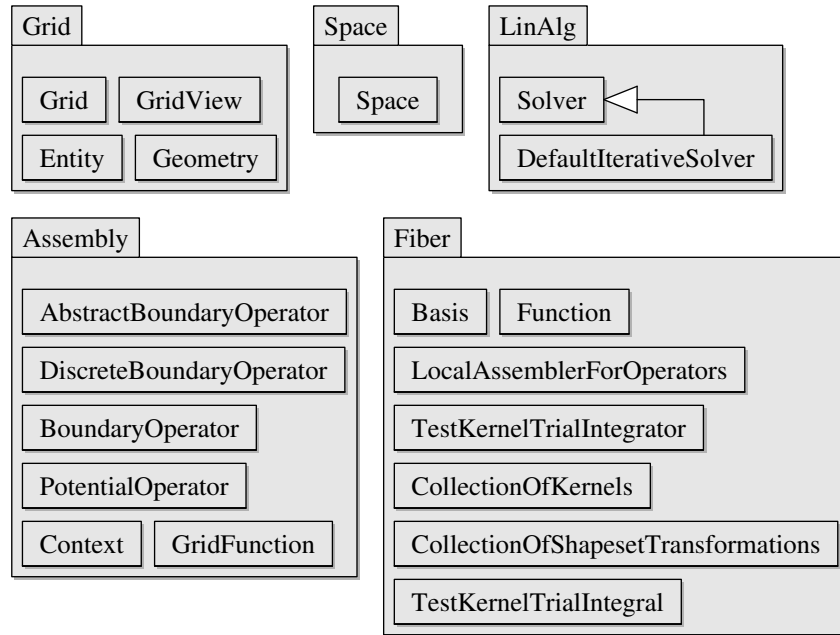 Grid
Grid GridView
Entity Geometry
Space
Space
LinAlg
Solver
DefaultIterativeSolver
Assembly
AbstractBoundaryOperator
DiscreteBoundaryOperator
BoundaryOperator
PotentialOperator
Context GridFunction
Fiber
Basis Function
LocalAssemblerForOperators
TestKernelTrialIntegrator
CollectionOfKernels
CollectionOfShapesetTransformations
TestKernelTrialIntegral